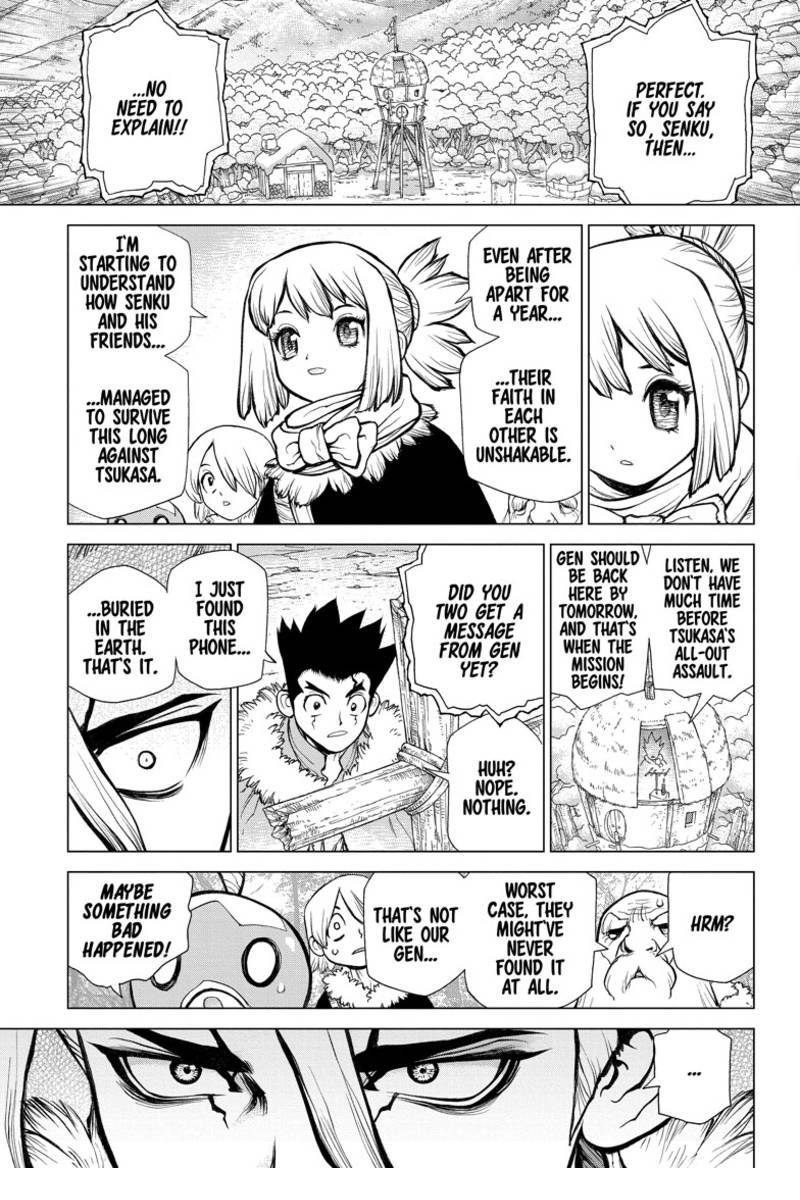 PERFECT.
IF YOU SAY
SO, SENKU,
THEN...
...NO
NEED TO
EXPLAIN!!
EVEN AFTER
BEING
APART FOR
A YEAR...
...THEIR
FAITH IN
EACH
OTHER IS
UNSHAKABLE.
I'M
STARTING TO
UNDERSTAND
HOW SENKU
AND HIS
FRIENDS...
...MANAGED
TO SURVIVE
THIS LONG
AGAINST
TSUKASA.
LISTEN, WE
DON'T HAVE
MUCH TIME
BEFORE
TSUKASA'S
ALL-OUT
ASSAULT.
GEN SHOULD
BE BACK
HERE BY
TOMORROW,
AND THAT'S
WHEN THE
MISSION
BEGINS!
DID YOU
TWO GET A
MESSAGE
FROM GEN
YET?
HUH?
NOPE.
NOTHING.
I JUST
FOUND
THIS
PHONE...
...BURIED
IN THE
EARTH.
THAT'S IT.
HRM?
WORST
CASE, THEY
MIGHT'VE
NEVER
FOUND IT
AT ALL.
THAT'S NOT
LIKE OUR
GEN...
MAYBE
SOMETHING
BAD
HAPPENED!
...